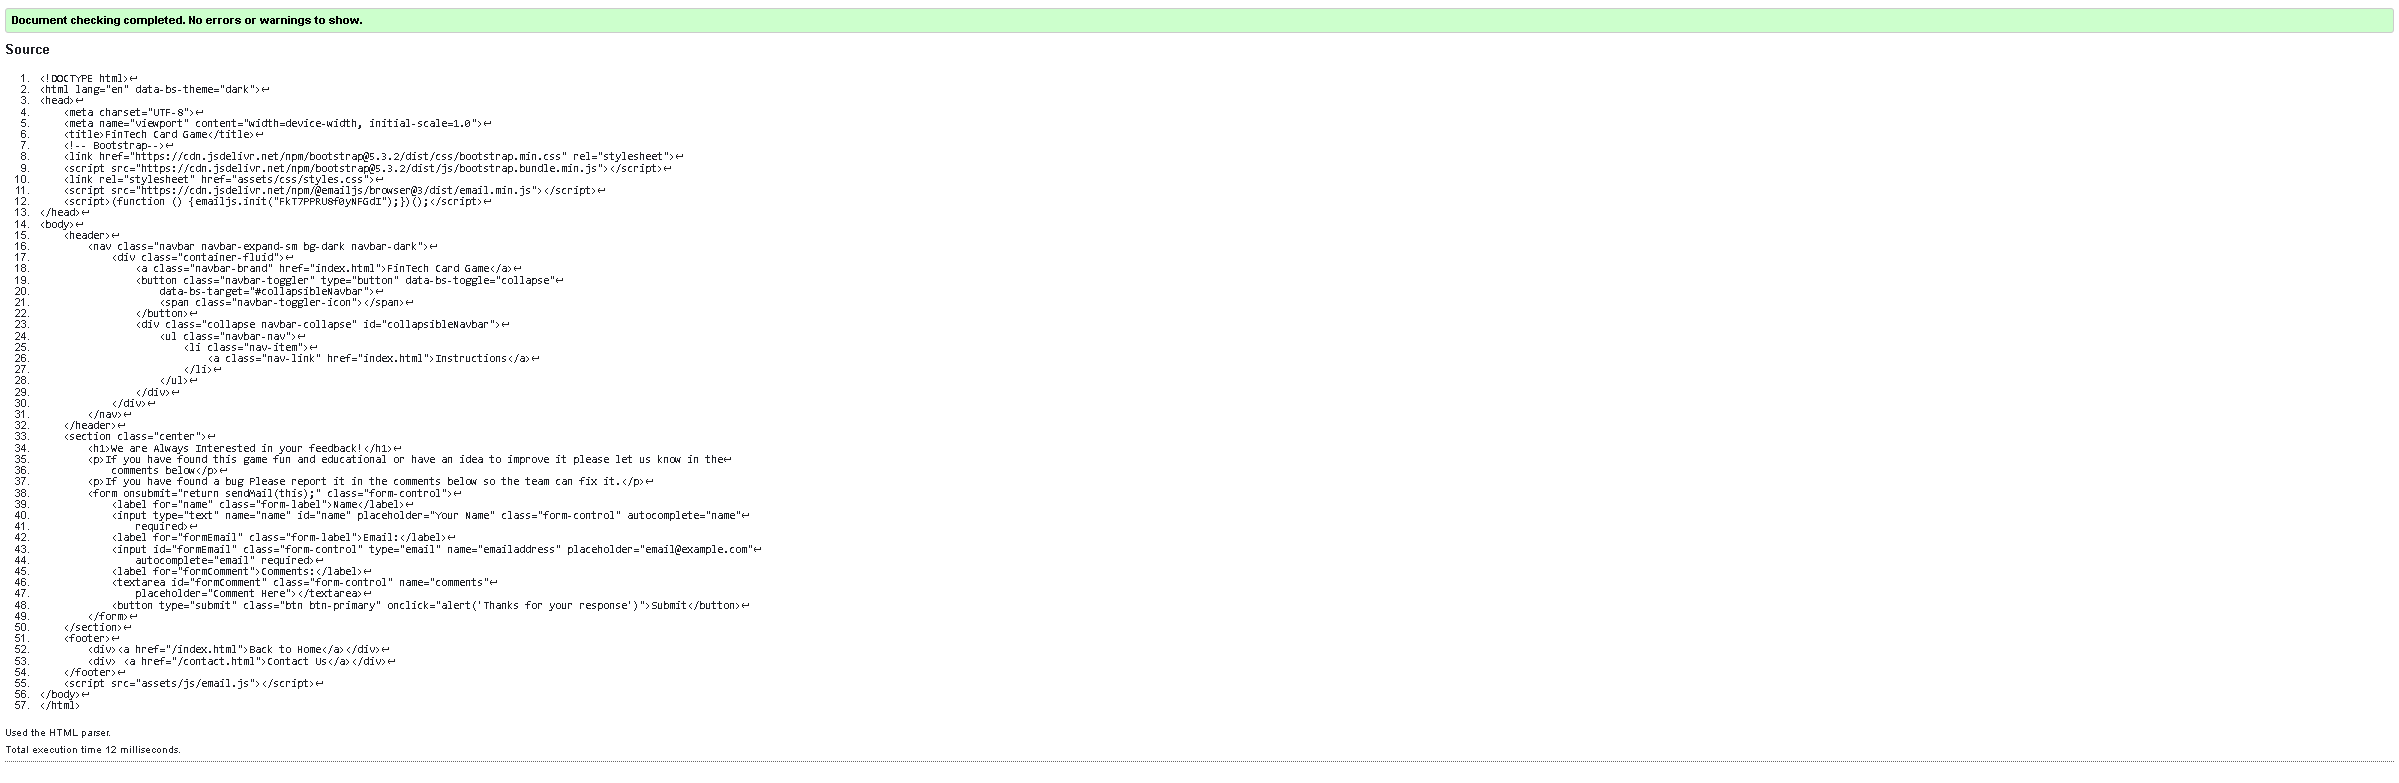 Document checking completed. No errors or warnings to show.
Source
1. <!DOCTYPE html>↩
2. <html lang="en" data-bs-theme="dark">↩
3. <head>↩
4.     <meta charset="UTF-8">↩
5.     <meta name="viewport" content="width=device-width, initial-scale=1.0">↩
6.     <title>FinTech Card Game</title>↩
7.     <!-- Bootstrap-->↩
8.     <link href="https://cdn.jsdelivr.net/npm/bootstrap@5.3.2/dist/css/bootstrap.min.css" rel="stylesheet">↩
9.     <script src="https://cdn.jsdelivr.net/npm/bootstrap@5.3.2/dist/js/bootstrap.bundle.min.js"></script>↩
10.     <link rel="stylesheet" href="assets/css/styles.css">↩
11.     <script src="https://cdn.jsdelivr.net/npm/@emailjs/browser@3/dist/email.min.js"></script>↩
12.     <script>(function () {emailjs.init("FkT7PPRU8f0yNFGdI");})();</script>↩
13. </head>↩
14. <body>↩
15.     <header>↩
16.         <nav class="navbar navbar-expand-sm bg-dark navbar-dark">↩
17.             <div class="container-fluid">↩
18.                 <a class="navbar-brand" href="index.html">FinTech Card Game</a>↩
19.                 <button class="navbar-toggler" type="button" data-bs-toggle="collapse"↩
20.                     data-bs-target="#collapsibleNavbar">↩
21.                     <span class="navbar-toggler-icon"></span>↩
22.                 </button>↩
23.                 <div class="collapse navbar-collapse" id="collapsibleNavbar">↩
24.                     <ul class="navbar-nav">↩
25.                         <li class="nav-item">↩
26.                             <a class="nav-link" href="index.html">Instructions</a>↩
27.                         </li>↩
28.                     </ul>↩
29.                 </div>↩
30.             </div>↩
31.         </nav>↩
32.     </header>↩
33.     <section class="center">↩
34.         <h1>We are Always Interested in your feedback!</h1>↩
35.         <p>If you have found this game fun and educational or have an idea to improve it please let us know in the↩
36.             comments below</p>↩
37.         <p>If you have found a bug Please report it in the comments below so the team can fix it.</p>↩
38.         <form onsubmit="return sendMail(this);" class="form-control">↩
39.             <label for="name" class="form-label">Name</label>↩
40.             <input type="text" name="name" id="name" placeholder="Your Name" class="form-control" autocomplete="name"↩
41.                 required>↩
42.             <label for="formEmail" class="form-label">Email:</label>↩
43.             <input id="formEmail" class="form-control" type="email" name="emailaddress" placeholder="email@example.com"↩
44.                 autocomplete="email" required>↩
45.             <label for="formComment">Comments:</label>↩
46.             <textarea id="formComment" class="form-control" name="comments"↩
47.                 placeholder="Comment Here"></textarea>↩
48.             <button type="submit" class="btn btn-primary" onclick="alert('Thanks for your response')">Submit</button>↩
49.         </form>↩
50.     </section>↩
51.     <footer>↩
52.         <div><a href="/index.html">Back to Home</a></div>↩
53.         <div> <a href="/contact.html">Contact Us</a></div>↩
54.     </footer>↩
55.     <script src="assets/js/email.js"></script>↩
56. </body>↩
57. </html>
Used the HTML parser.
Total execution time 12 milliseconds.